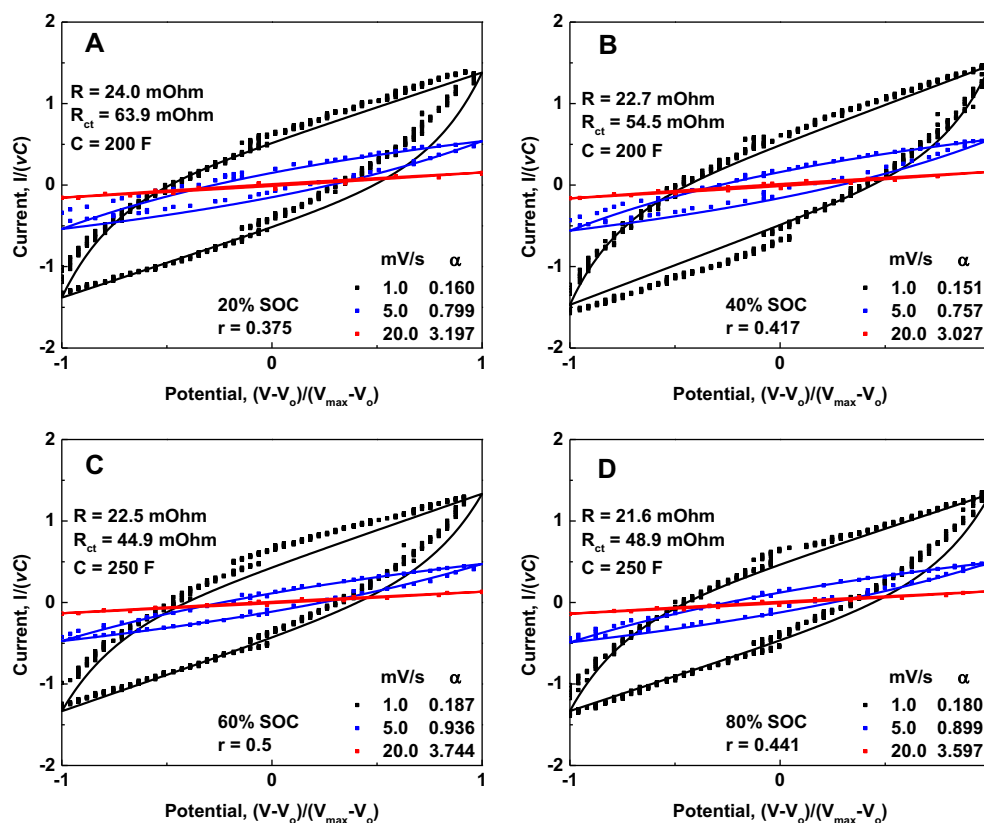 A
R = 24.0 mOhm
R_ct = 63.9 mOhm
C = 200 F
mV/s α
1.0 0.160
5.0 0.799
20.0 3.197
20% SOC
r = 0.375
2
1
0
-1
-2
-1
0
1
Current, I/(vC)
Potential, (V-V_o)/(V_max-V_o)
B
R = 22.7 mOhm
R_ct = 54.5 mOhm
C = 200 F
mV/s α
1.0 0.151
5.0 0.757
20.0 3.027
40% SOC
r = 0.417
2
1
0
-1
-2
-1
0
Current, I/(vC)
Potential, (V-V_o)/(V_max-V_o)
C
R = 22.5 mOhm
R_ct = 44.9 mOhm
C = 250 F
mV/s α
1.0 0.187
5.0 0.936
20.0 3.744
60% SOC
r = 0.5
2
1
0
-1
-2
-1
0
1
Current, I/(vC)
Potential, (V-V_o)/(V_max-V_o)
D
R = 21.6 mOhm
R_ct = 48.9 mOhm
C = 250 F
mV/s α
1.0 0.180
5.0 0.899
20.0 3.597
80% SOC
r = 0.441
2
1
0
-1
-2
-1
0
Current, I/(vC)
Potential, (V-V_o)/(V_max-V_o)